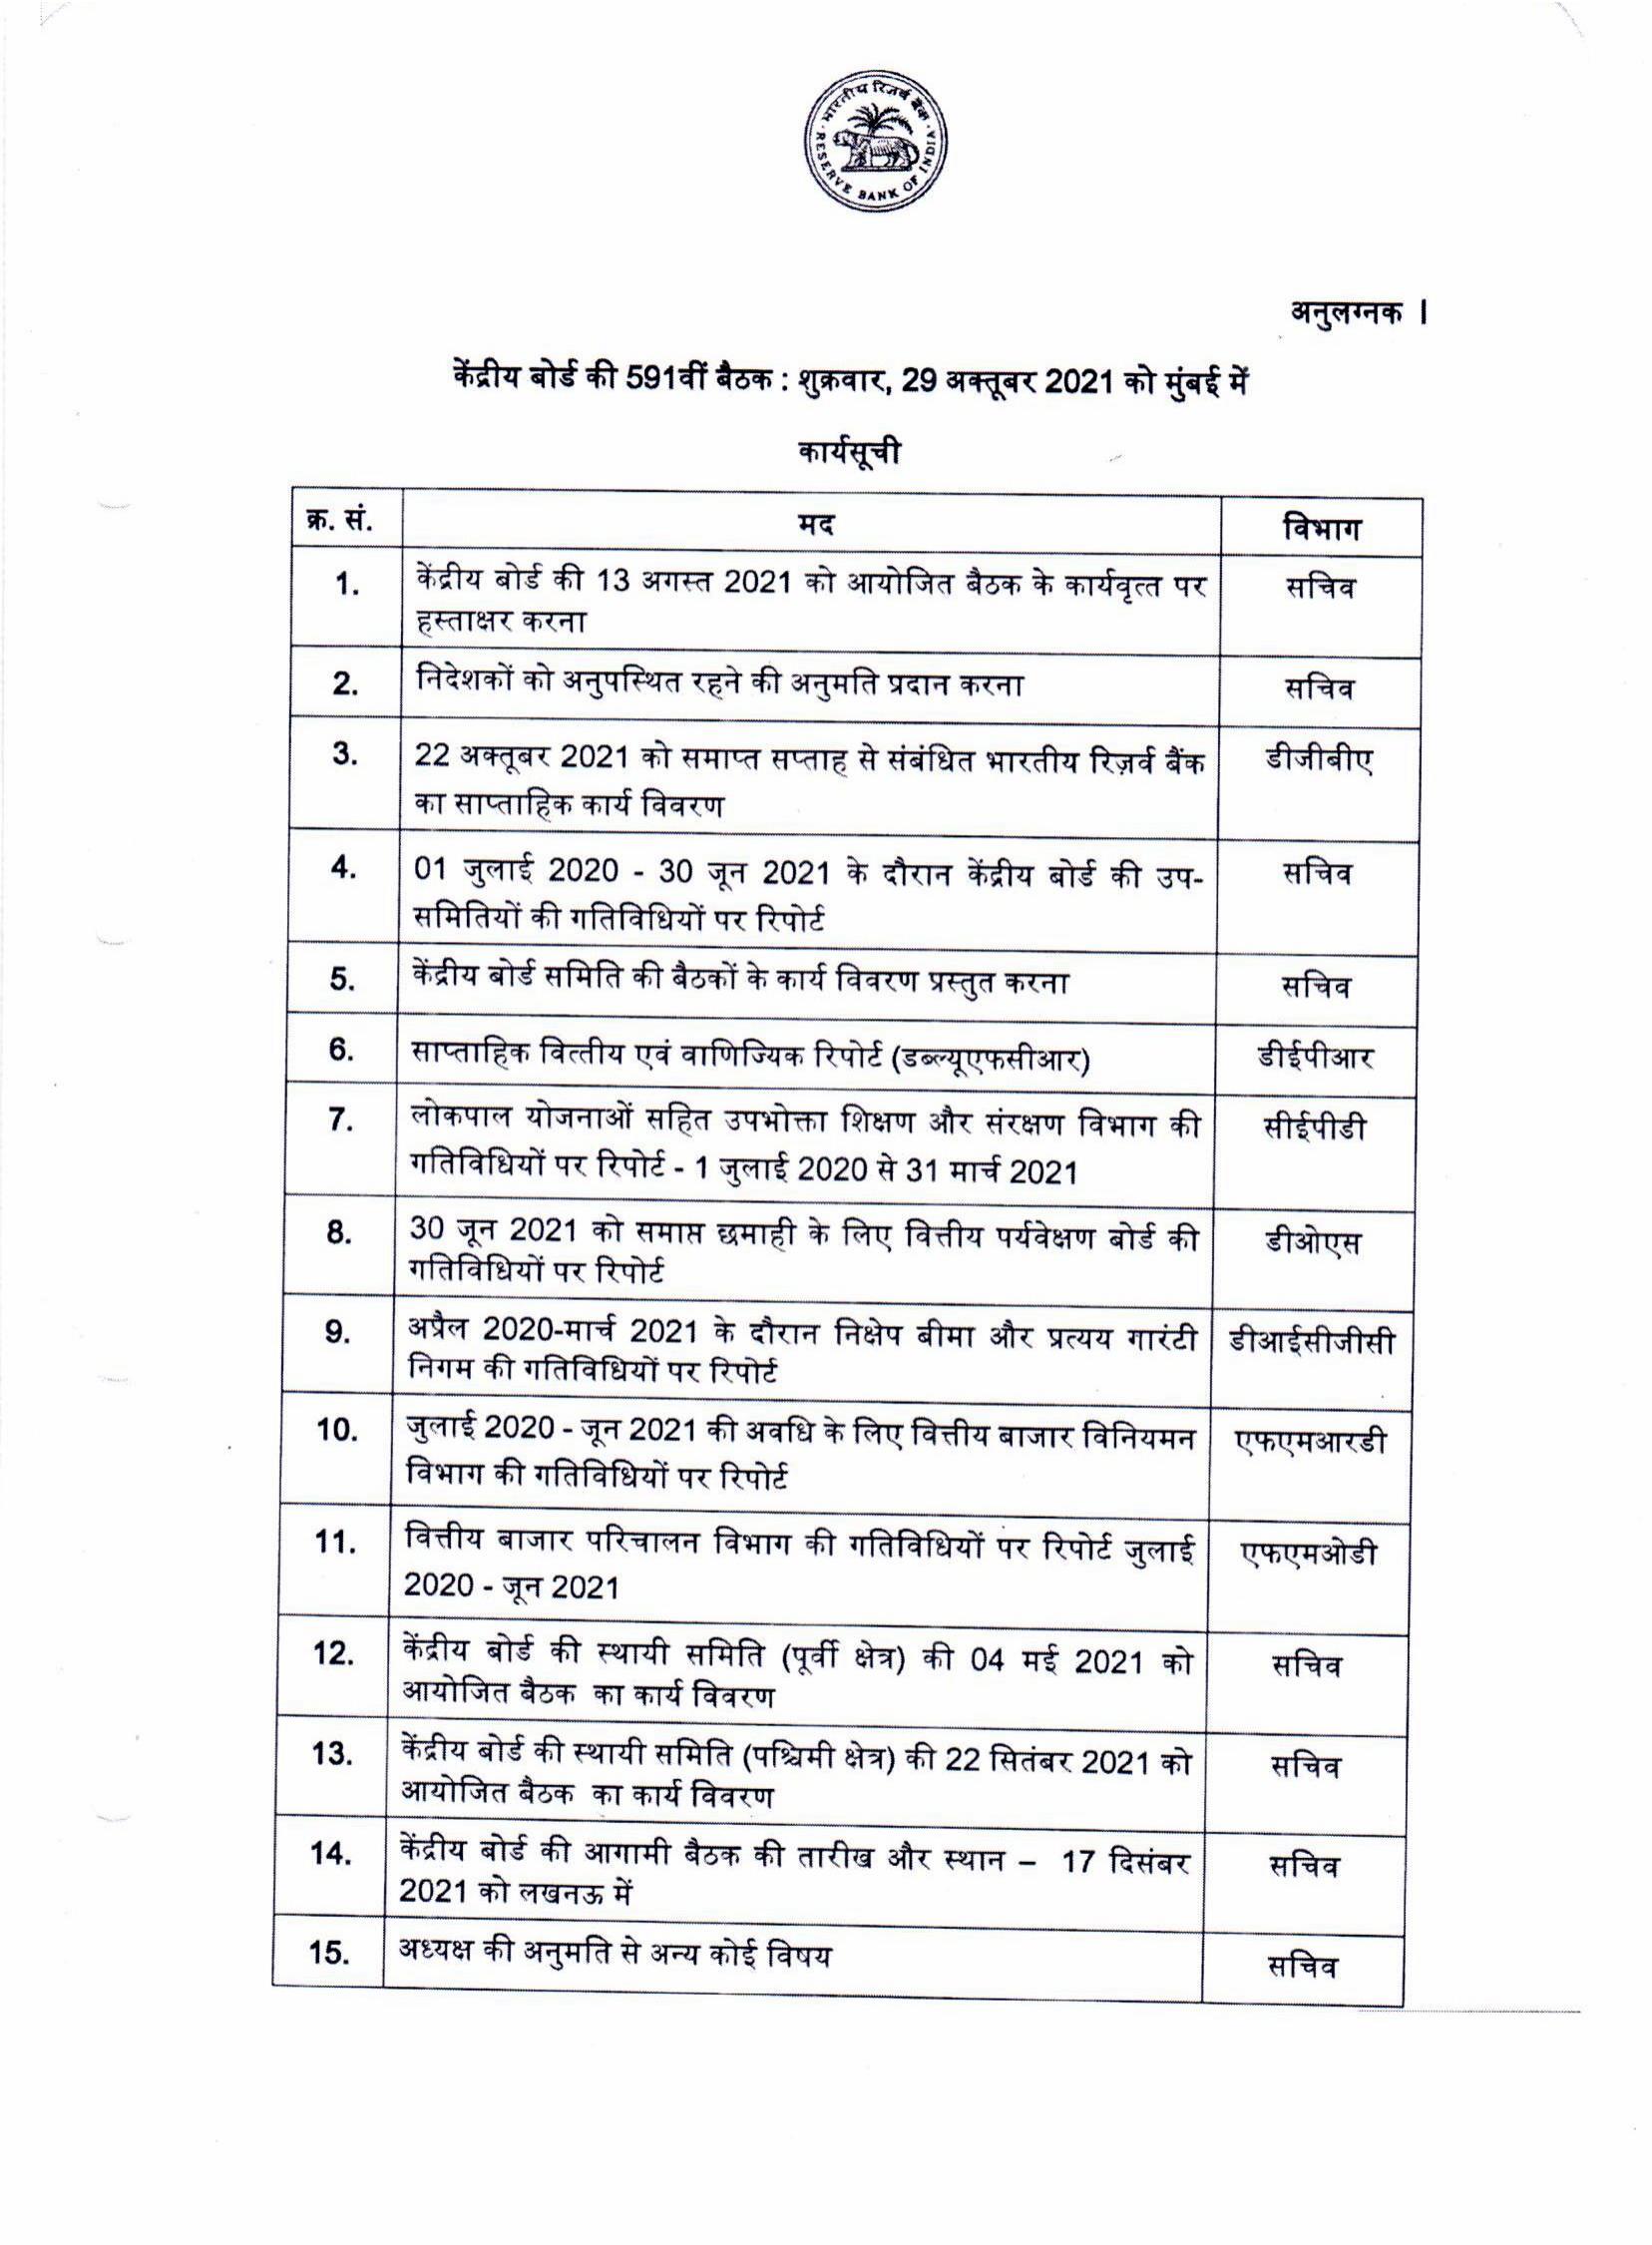 भारतीय रिज़र्व बैंक
RESERVE BANK OF INDIA
अनुलग्नक I
केंद्रीय बोर्ड की 591वीं बैठक : शुक्रवार, 29 अक्तूबर 2021 को मुंबई में
कार्यसूची
क्र. सं. मद विभाग
1. केंद्रीय बोर्ड की 13 अगस्त 2021 को आयोजित बैठक के कार्यवृत्त पर सचिव
हस्ताक्षर करना
2. निदेशकों को अनुपस्थित रहने की अनुमति प्रदान करना सचिव
3. 22 अक्तूबर 2021 को समाप्त सप्ताह से संबंधित भारतीय रिज़र्व बैंक डीजीबीए
का साप्ताहिक कार्य विवरण
4. 01 जुलाई 2020 - 30 जून 2021 के दौरान केंद्रीय बोर्ड की उप- सचिव
समितियों की गतिविधियों पर रिपोर्ट
5. केंद्रीय बोर्ड समिति की बैठकों के कार्य विवरण प्रस्तुत करना सचिव
6. साप्ताहिक वित्तीय एवं वाणिज्यिक रिपोर्ट (डब्ल्यूएफसीआर) डीईपीआर
7. लोकपाल योजनाओं सहित उपभोक्ता शिक्षण और संरक्षण विभाग की सीईपीडी
गतिविधियों पर रिपोर्ट - 1 जुलाई 2020 से 31 मार्च 2021
8. 30 जून 2021 को समाप्त छमाही के लिए वित्तीय पर्यवेक्षण बोर्ड की डीओएस
गतिविधियों पर रिपोर्ट
9. अप्रैल 2020-मार्च 2021 के दौरान निक्षेप बीमा और प्रत्यय गारंटी डीआईसीजीसी
निगम की गतिविधियों पर रिपोर्ट
10. जुलाई 2020 - जून 2021 की अवधि के लिए वित्तीय बाजार विनियमन एफएमआरडी
विभाग की गतिविधियों पर रिपोर्ट
11. वित्तीय बाजार परिचालन विभाग की गतिविधियों पर रिपोर्ट जुलाई एफएमओडी
2020 - जून 2021
12. केंद्रीय बोर्ड की स्थायी समिति (पूर्वी क्षेत्र) की 04 मई 2021 को सचिव
आयोजित बैठक का कार्य विवरण
13. केंद्रीय बोर्ड की स्थायी समिति (पश्चिमी क्षेत्र) की 22 सितंबर 2021 को सचिव
आयोजित बैठक का कार्य विवरण
14. केंद्रीय बोर्ड की आगामी बैठक की तारीख और स्थान – 17 दिसंबर सचिव
2021 को लखनऊ में
15. अध्यक्ष की अनुमति से अन्य कोई विषय सचिव